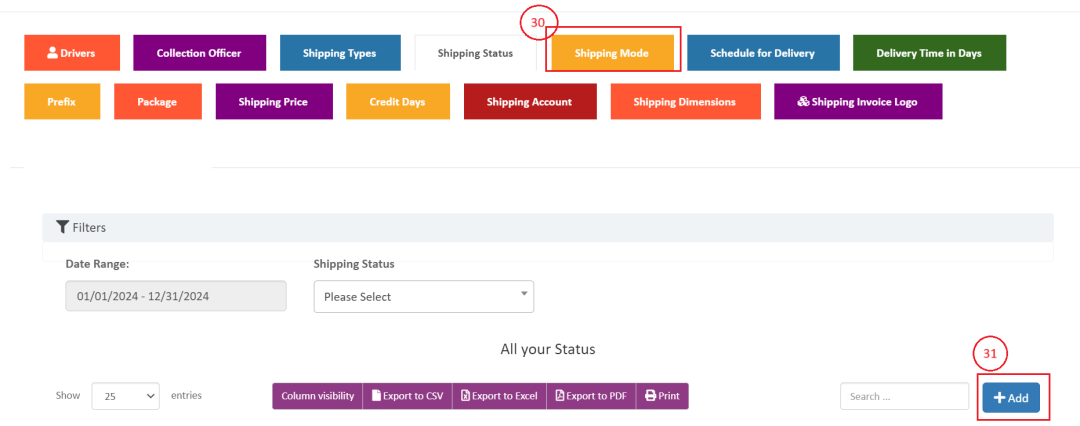 30
Drivers Collection Officer Shipping Types Shipping Status Shipping Mode Schedule for Delivery Delivery Time in Days
Prefix Package Shipping Price Credit Days Shipping Account Shipping Dimensions Shipping Invoice Logo
Filters
Date Range: Shipping Status
01/01/2024 - 12/31/2024 Please Select
All your Status
31
Show 25 entries Column visibility Export to CSV Export to Excel Export to PDF Print Search ... Add